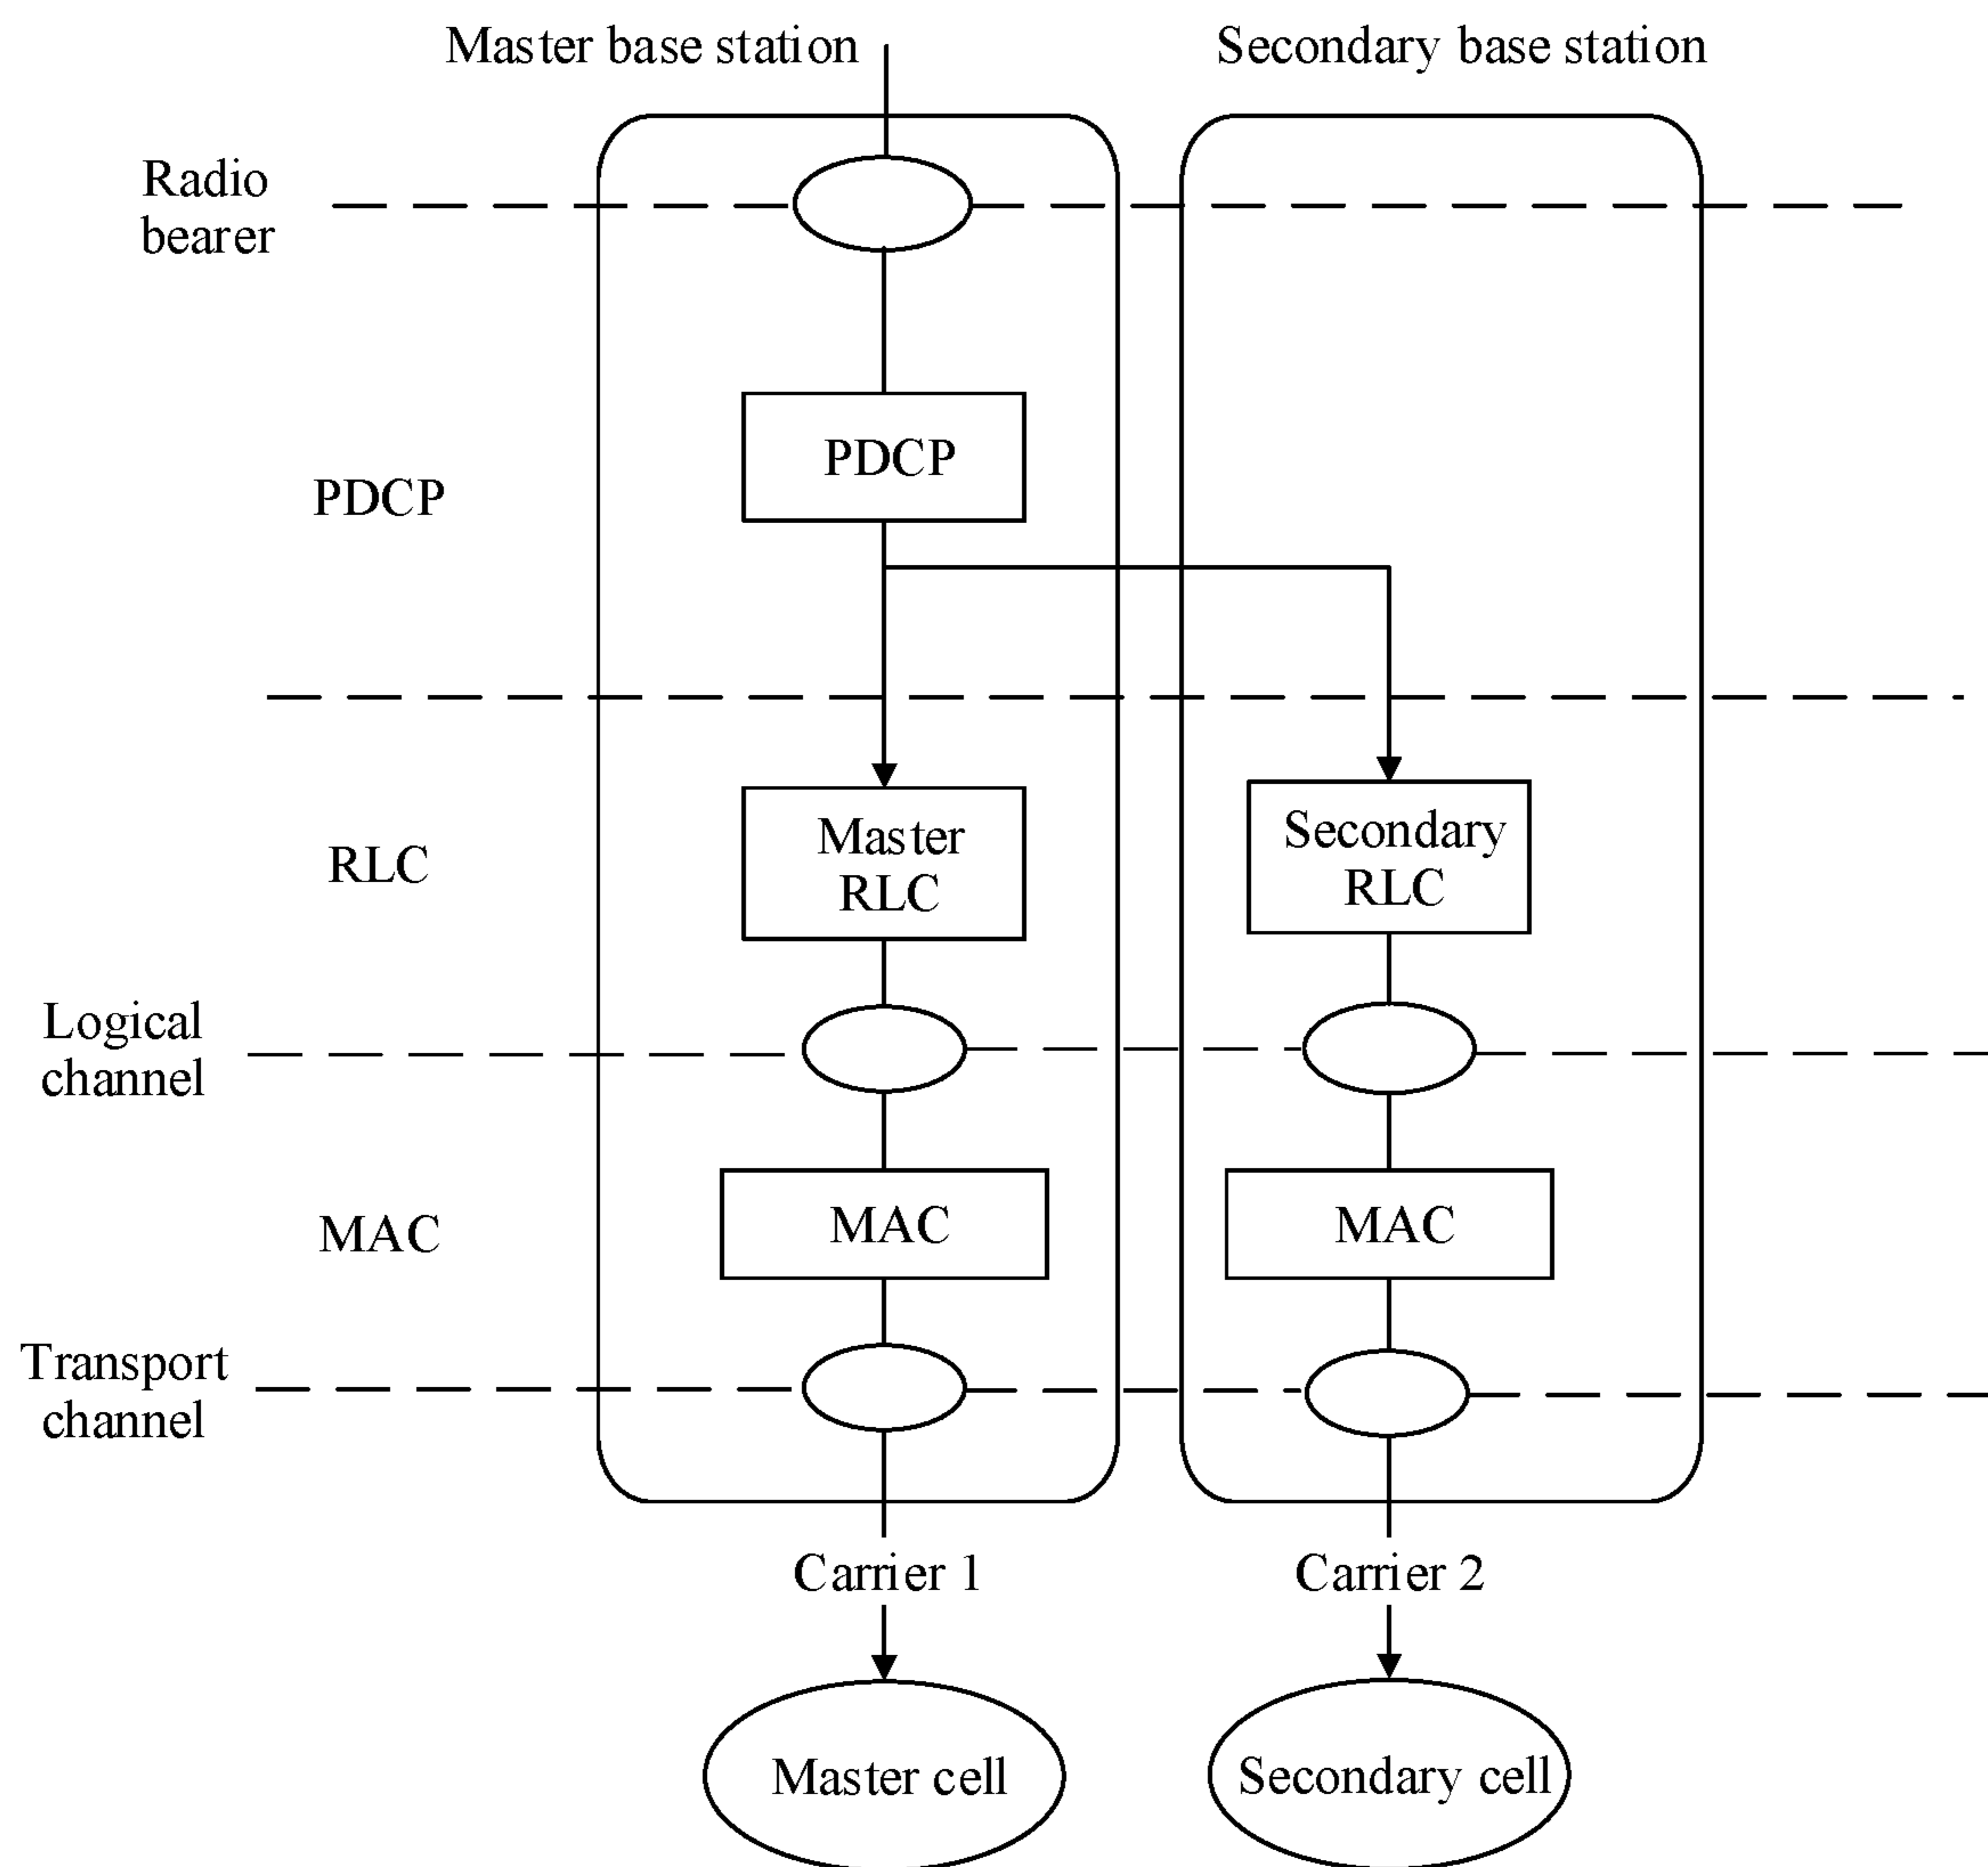 Master base station
Secondary base station
Radio
bearer
PDCP
PDCP
RLC
Master
RLC
Secondary
RLC
Logical
channel
MAC
MAC
MAC
Transport
channel
Carrier 1
Carrier 2
Master cell
Secondary cell